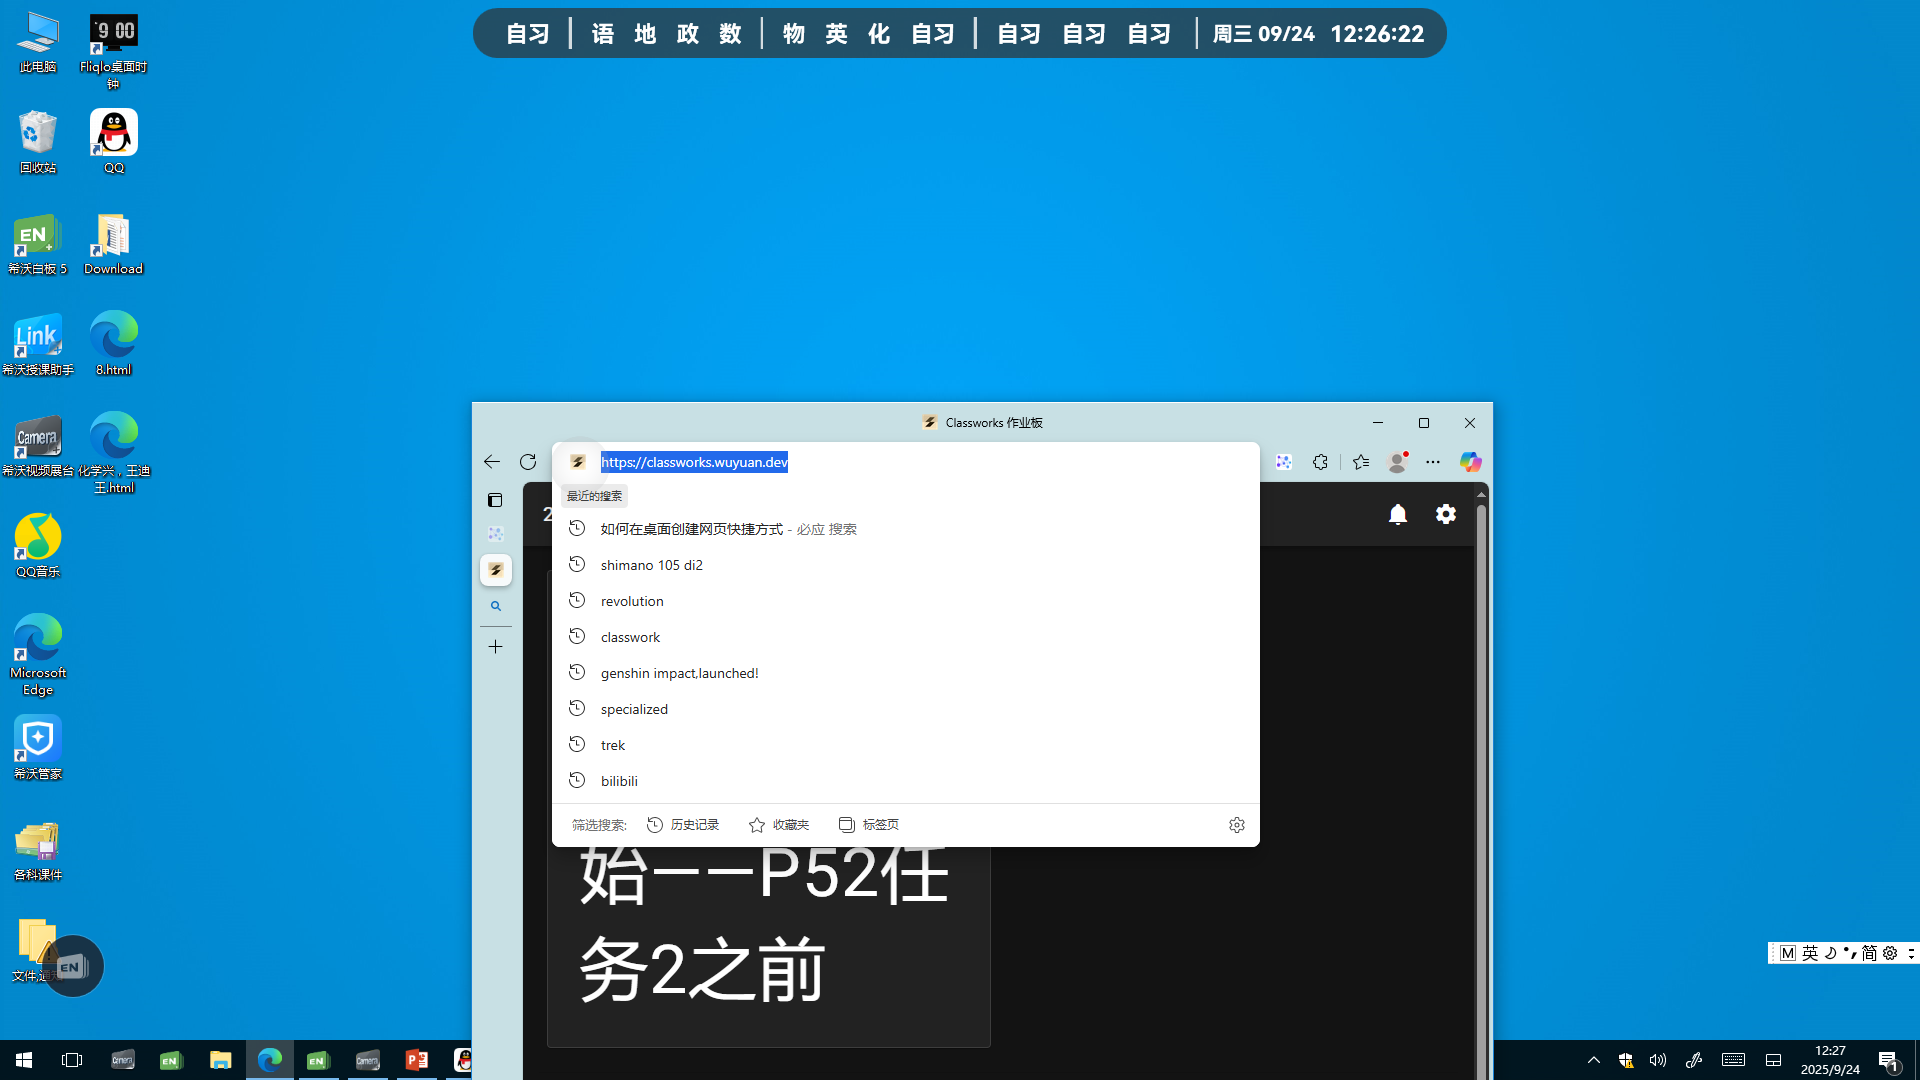 自习 语 地 政 数 物 英 化 自习 自习 自习 自习 周三 09/24 12:26:22
此电脑
Fliqlo桌面时钟
回收站
QQ
希沃白板 5
Download
希沃授课助手
8.html
希沃视频展台
化学兴，王迪王.html
QQ音乐
Microsoft Edge
希沃管家
各科课件
EN
Link
Camera
9 00
Classworks 作业板
https://classworks.wuyuan.dev
最近的搜索
如何在桌面创建网页快捷方式 - 必应 搜索
shimano 105 di2
revolution
classwork
genshin impact,launched!
specialized
trek
bilibili
筛选搜索: 历史记录 收藏夹 标签页
2
始——P52任
务2之前
M 英 简
12:27
2025/9/24
1